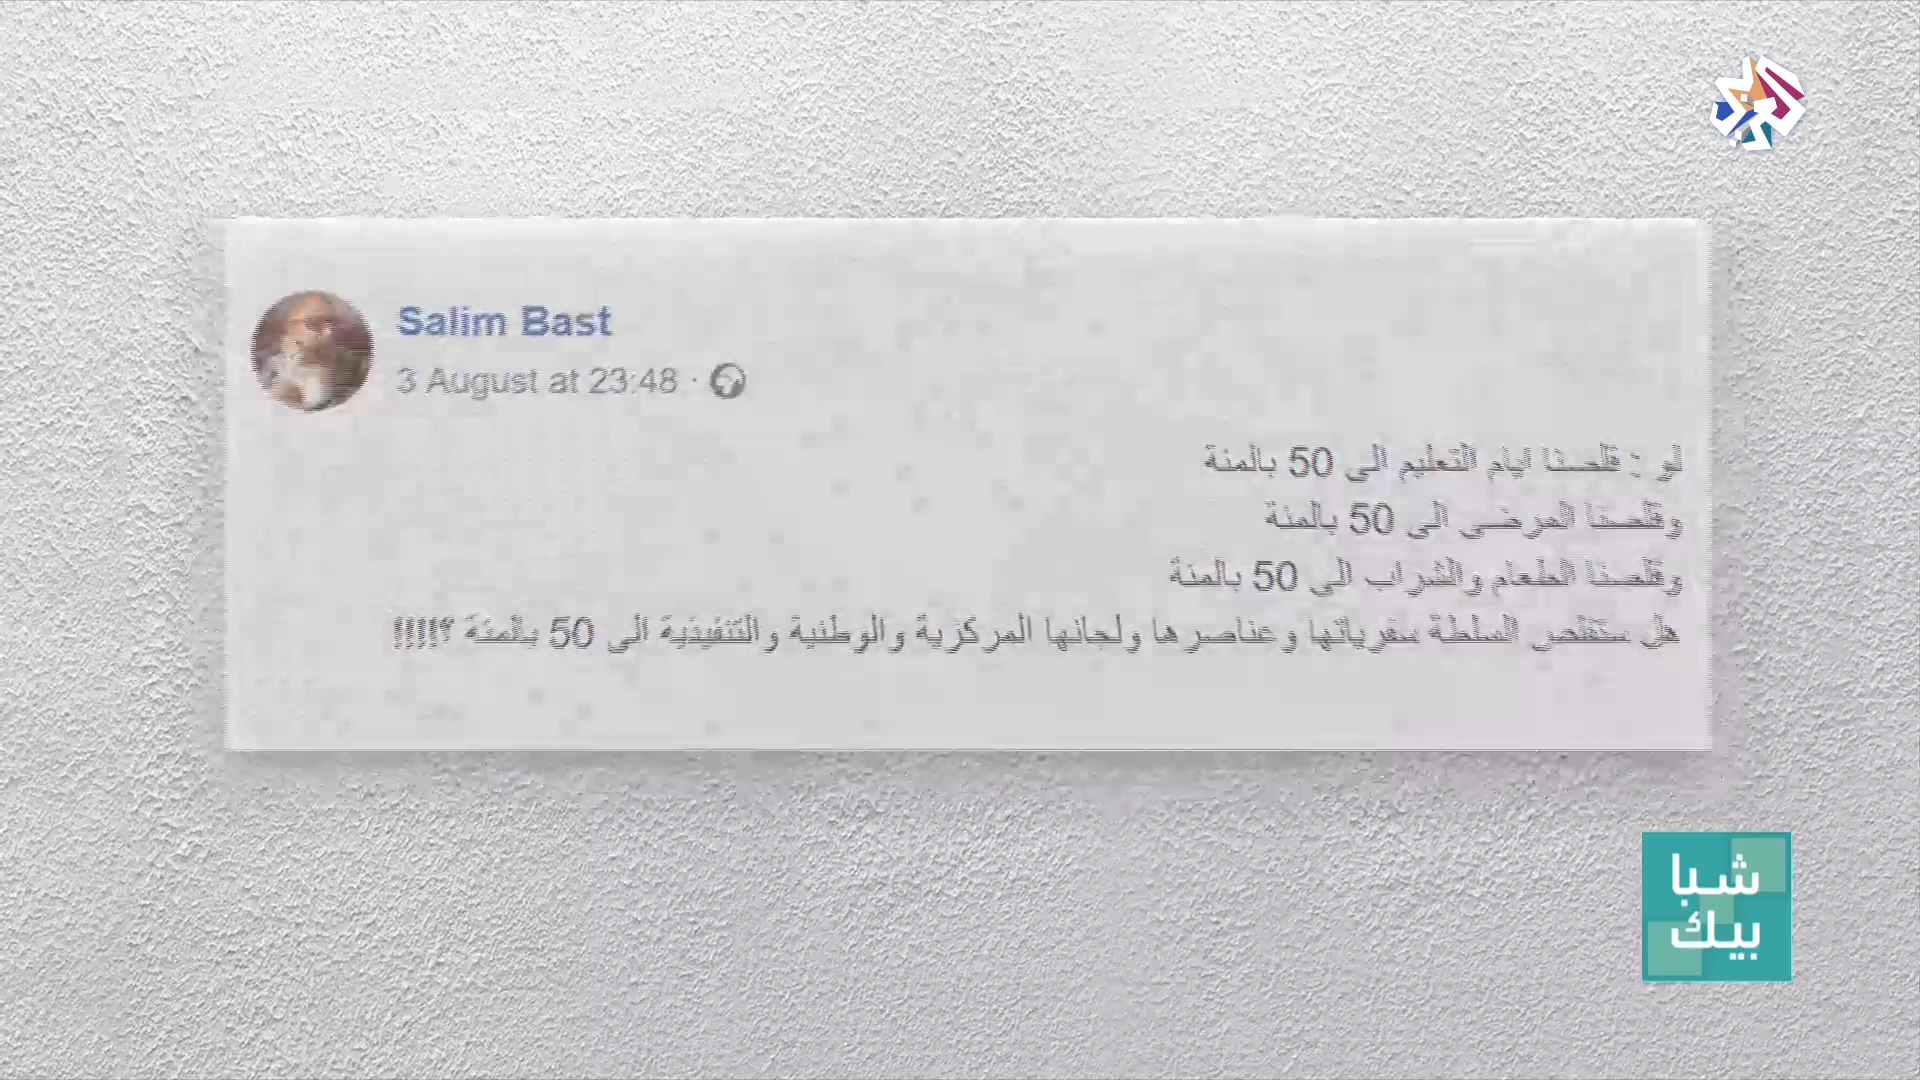 Salim Bast
3 August at 23:48 ·
لو : قلصنا ايام التعليم الى 50 بالمئة
وقلصنا المرضى الى 50 بالمئة
وقلصنا الطعام والشراب الى 50 بالمئة
هل ستقلص السلطة سفرياتها وعناصرها ولجانها المركزية والوطنية والتنفيذية الى 50 بالمئة ؟!!!!
شبا
بيك